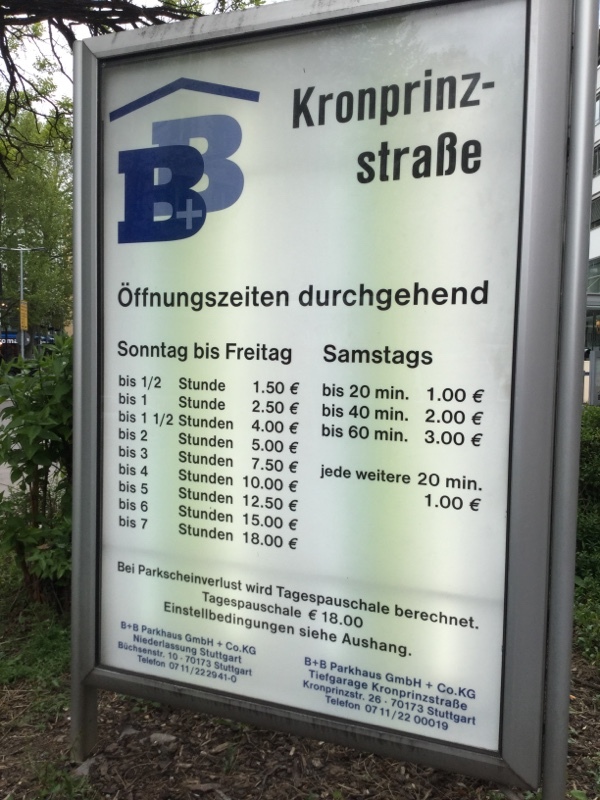 B+B
Kronprinz-
straße
Öffnungszeiten durchgehend
Sonntag bis Freitag
bis 1/2 Stunde 1.50 €
bis 1 Stunde 2.50 €
bis 1 1/2 Stunden 4.00 €
bis 2 Stunden 5.00 €
bis 3 Stunden 7.50 €
bis 4 Stunden 10.00 €
bis 5 Stunden 12.50 €
bis 6 Stunden 15.00 €
bis 7 Stunden 18.00 €
Samstags
bis 20 min. 1.00 €
bis 40 min. 2.00 €
bis 60 min. 3.00 €
jede weitere 20 min.
1.00 €
Bei Parkscheinverlust wird Tagespauschale berechnet.
Tagespauschale € 18.00
Einstellbedingungen siehe Aushang.
B+B Parkhaus GmbH + Co.KG
Niederlassung Stuttgart
Büchsenstr. 10 - 70173 Stuttgart
Telefon 0711/222941-0
B+B Parkhaus GmbH + Co.KG
Tiefgarage Kronprinzstraße
Kronprinzstr. 26 - 70173 Stuttgart
Telefon 0711/22 00019